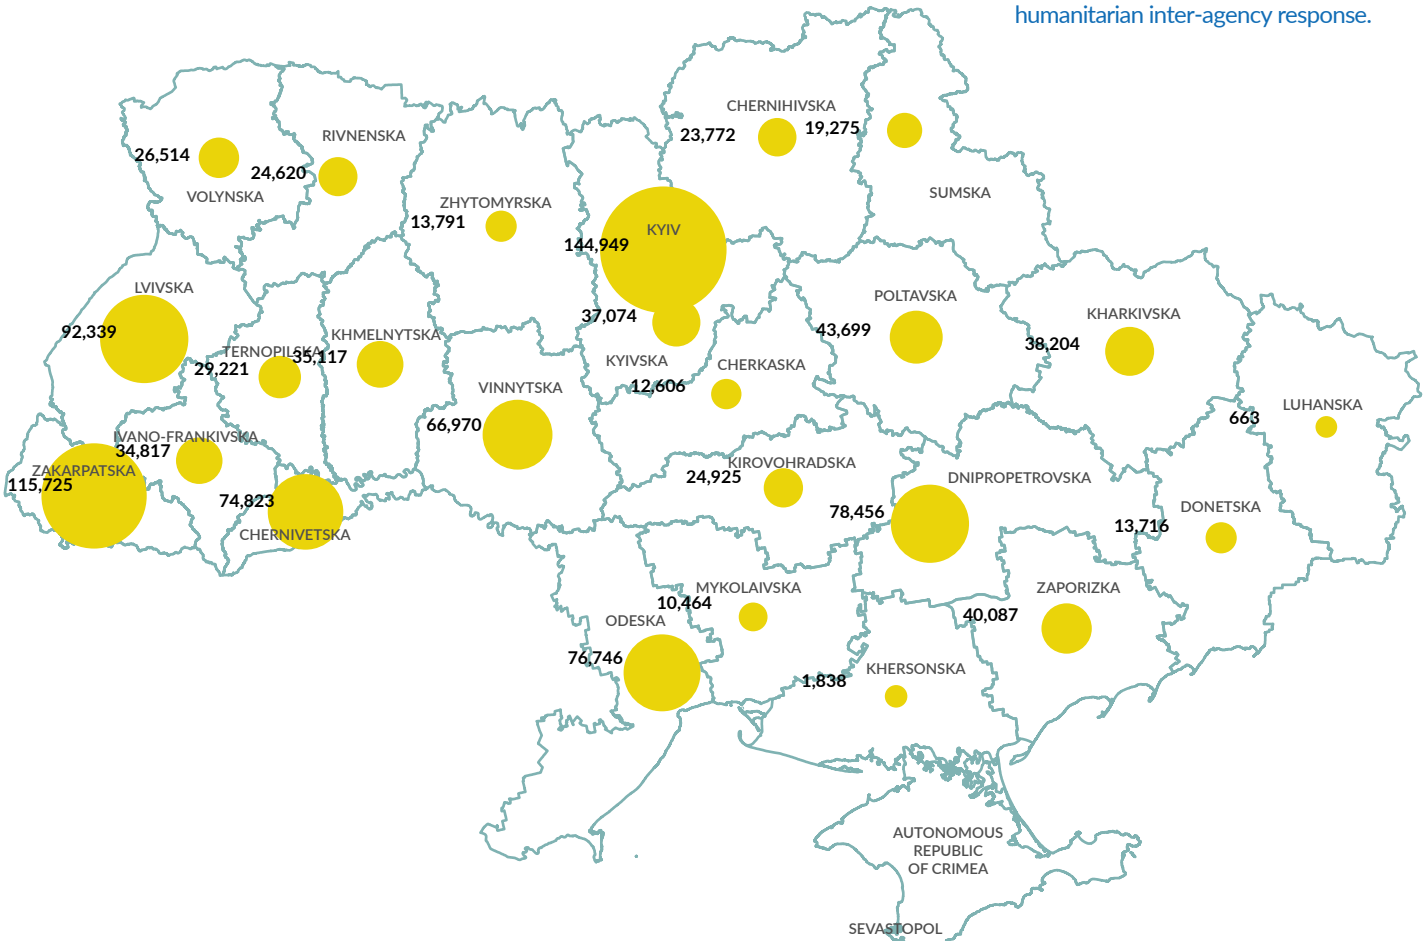 humanitarian inter-agency response.
CHERNIHIVSKA
23,772
19,275
RIVNENSKA
26,514
24,620
VOLYNSKA
SUMSKA
ZHYTOMYRSKA
13,791
KYIV
144,949
LVIVSKA
92,339
POLTAVSKA
43,699
KHARKIVSKA
38,204
37,074
KYIVSKA
KHMELNYTSKA
35,117
TERNOPILSKA
29,221
CHERKASKA
12,606
VINNYTSKA
66,970
LUHANSKA
663
IVANO-FRANKIVSKA
34,817
ZAKARPATSKA
115,725
KIROVOHRADSKA
24,925
DNIPROPETROVSKA
78,456
74,823
CHERNIVETSKA
DONETSKA
13,716
MYKOLAIVSKA
10,464
ZAPORIZKA
40,087
ODESKA
76,746
KHERSONSKA
1,838
AUTONOMOUS
REPUBLIC
OF CRIMEA
SEVASTOPOL